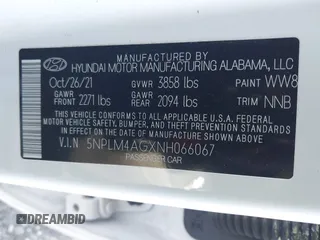 MANUFACTURED BY
HYUNDAI MOTOR MANUFACTURING ALABAMA, LLC
Oct/26/21 GVWR 3858 lbs PAINT WW8
GAWR FRONT 2271 lbs GAWR REAR 2094 lbs TRIM NNB
THIS VEHICLE CONFORMS TO ALL APPLICABLE U.S. FEDERAL MOTOR VEHICLE SAFETY, BUMPER, AND THEFT PREVENTION STANDARDS IN EFFECT ON THE DATE OF MANUFACTURE SHOWN ABOVE.
V.I.N 5NPLM4AGXNH066067
PASSENGER CAR
DREAMBID